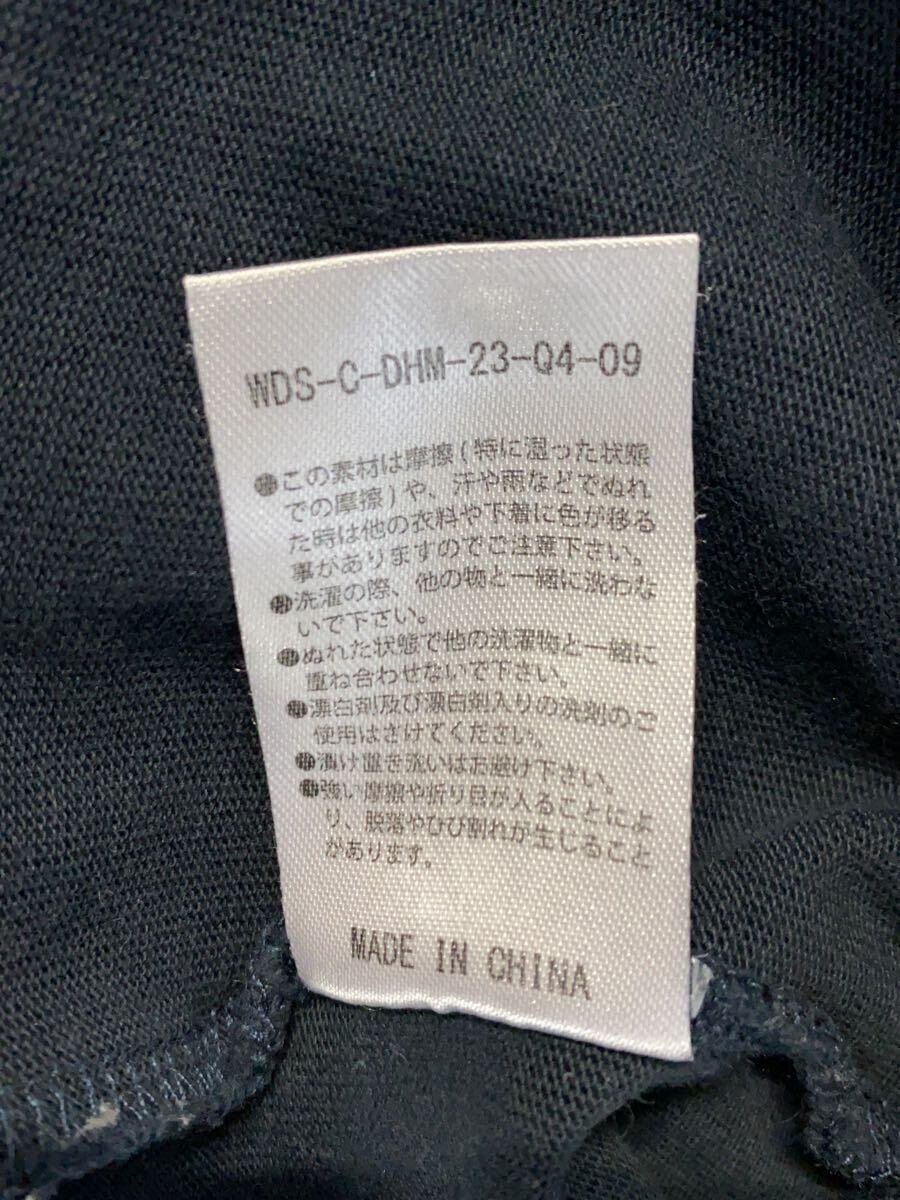 WDS-C-DHM-23-Q4-09
●この素材は摩擦(特に湿った状態
での摩擦)や、汗や雨などでぬれ
た時は他の衣料や下着に色が移る
事がありますのでご注意下さい。
●洗濯の際、他の物と一緒に洗わな
いで下さい。
●ぬれた状態で他の洗濯物と一緒に
重ね合わせないで下さい。
●漂白剤及び漂白剤入りの洗剤のご
使用はさけてください。
●漬け置き洗いはお避け下さい。
●強い摩擦や折り目が入ることによ
り、脱落やひび割れが生じること
があります。
MADE IN CHINA